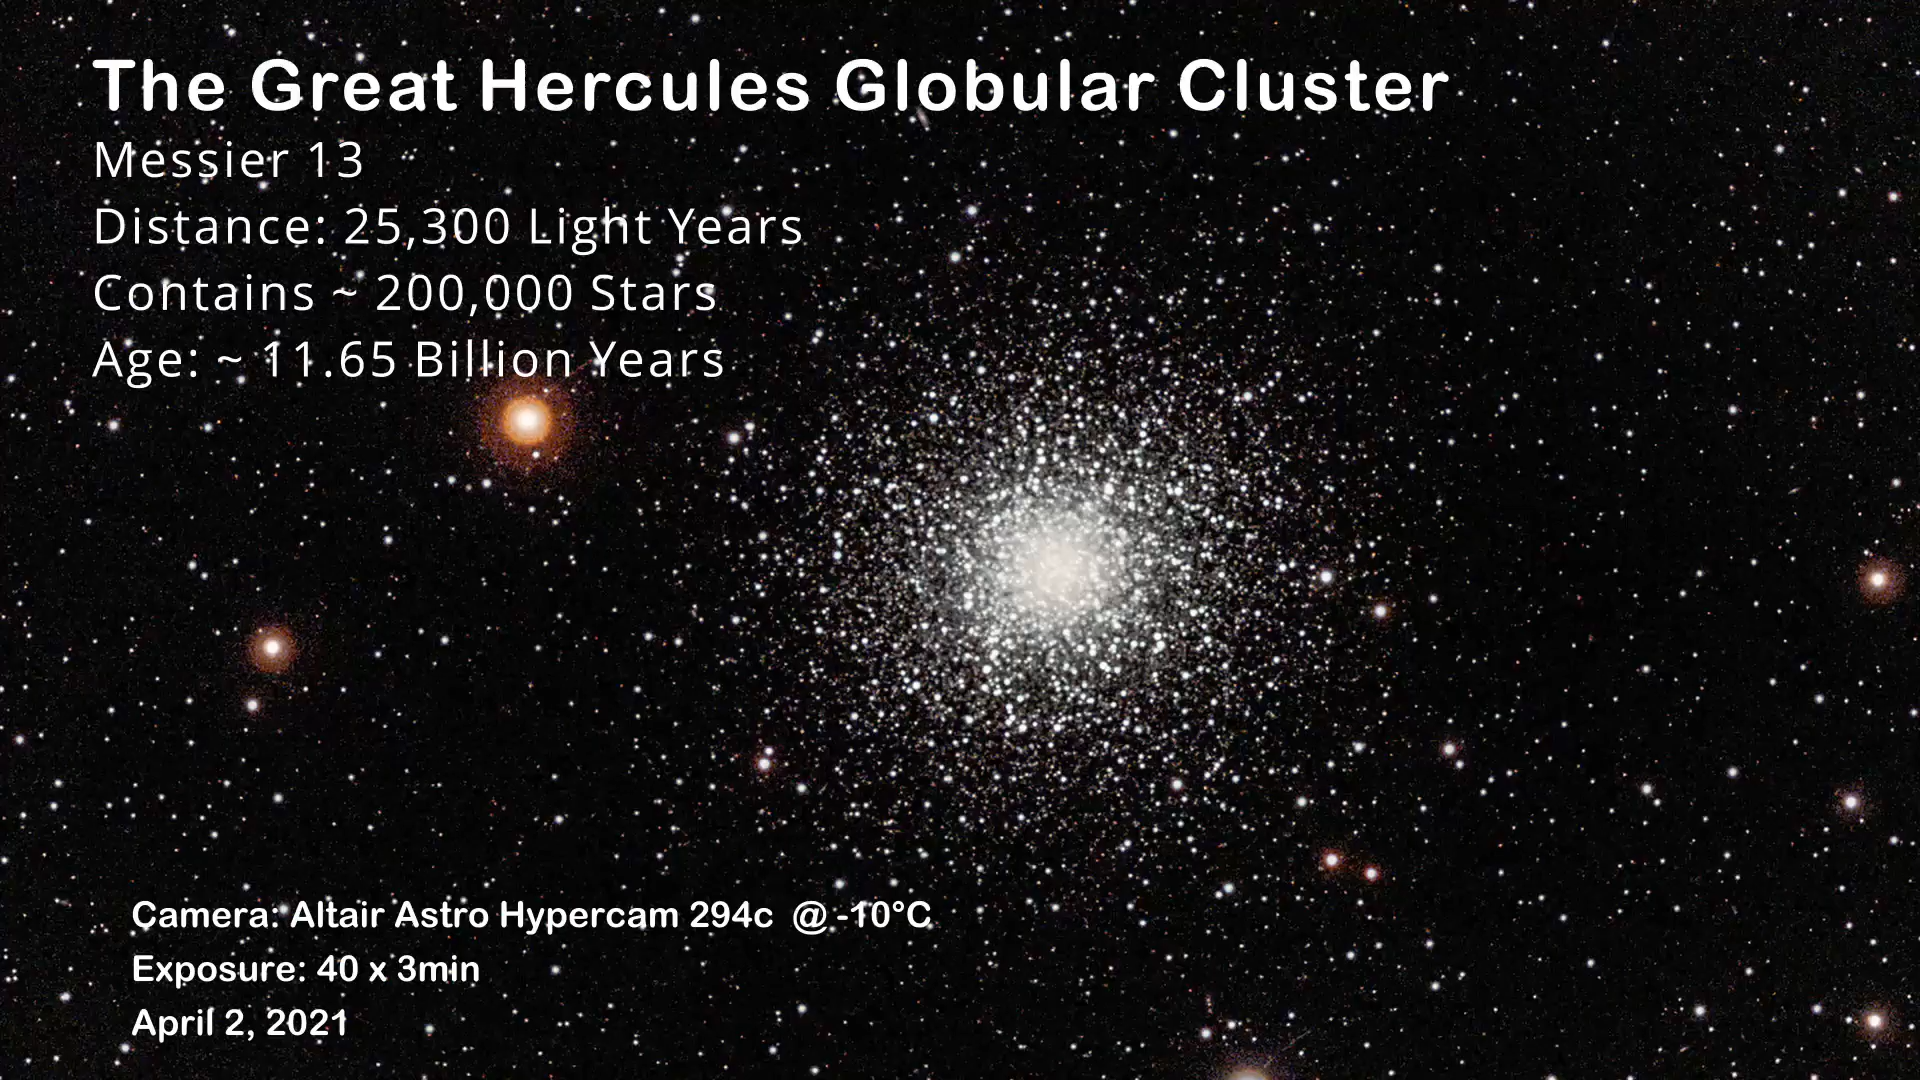 The Great Hercules Globular Cluster
Messier 13
Distance: 25,300 Light Years
Contains ~ 200,000 Stars
Age: ~ 11.65 Billion Years
Camera: Altair Astro Hypercam 294c @ -10°C
Exposure: 40 x 3min
April 2, 2021